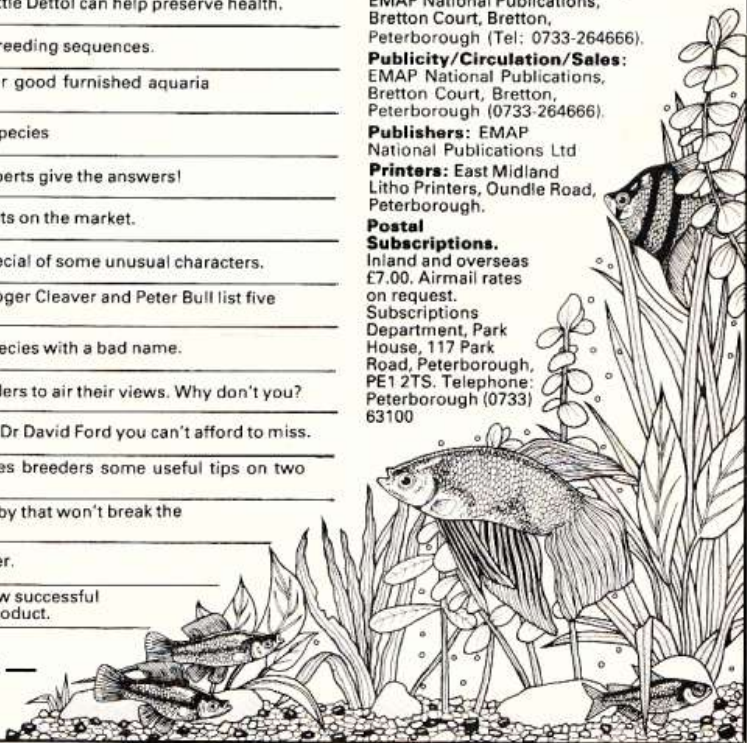 ttle Dettol can help preserve health.
reeding sequences.
r good furnished aquaria
pecies
perts give the answers!
ts on the market.
ecial of some unusual characters.
oger Cleaver and Peter Bull list five
ecies with a bad name.
ders to air their views. Why don't you?
Dr David Ford you can't afford to miss.
es breeders some useful tips on two
by that won't break the
er.
w successful
oduct.
EMAP National Publications,
Bretton Court, Bretton,
Peterborough (Tel: 0733-264666).
Publicity/Circulation/Sales:
EMAP National Publications,
Bretton Court, Bretton,
Peterborough (0733-264666).
Publishers: EMAP
National Publications Ltd
Printers: East Midland
Litho Printers, Oundle Road,
Peterborough.
Postal
Subscriptions.
Inland and overseas
£7.00. Airmail rates
on request.
Subscriptions
Department, Park
House, 117 Park
Road, Peterborough,
PE1 2TS. Telephone:
Peterborough (0733)
63100